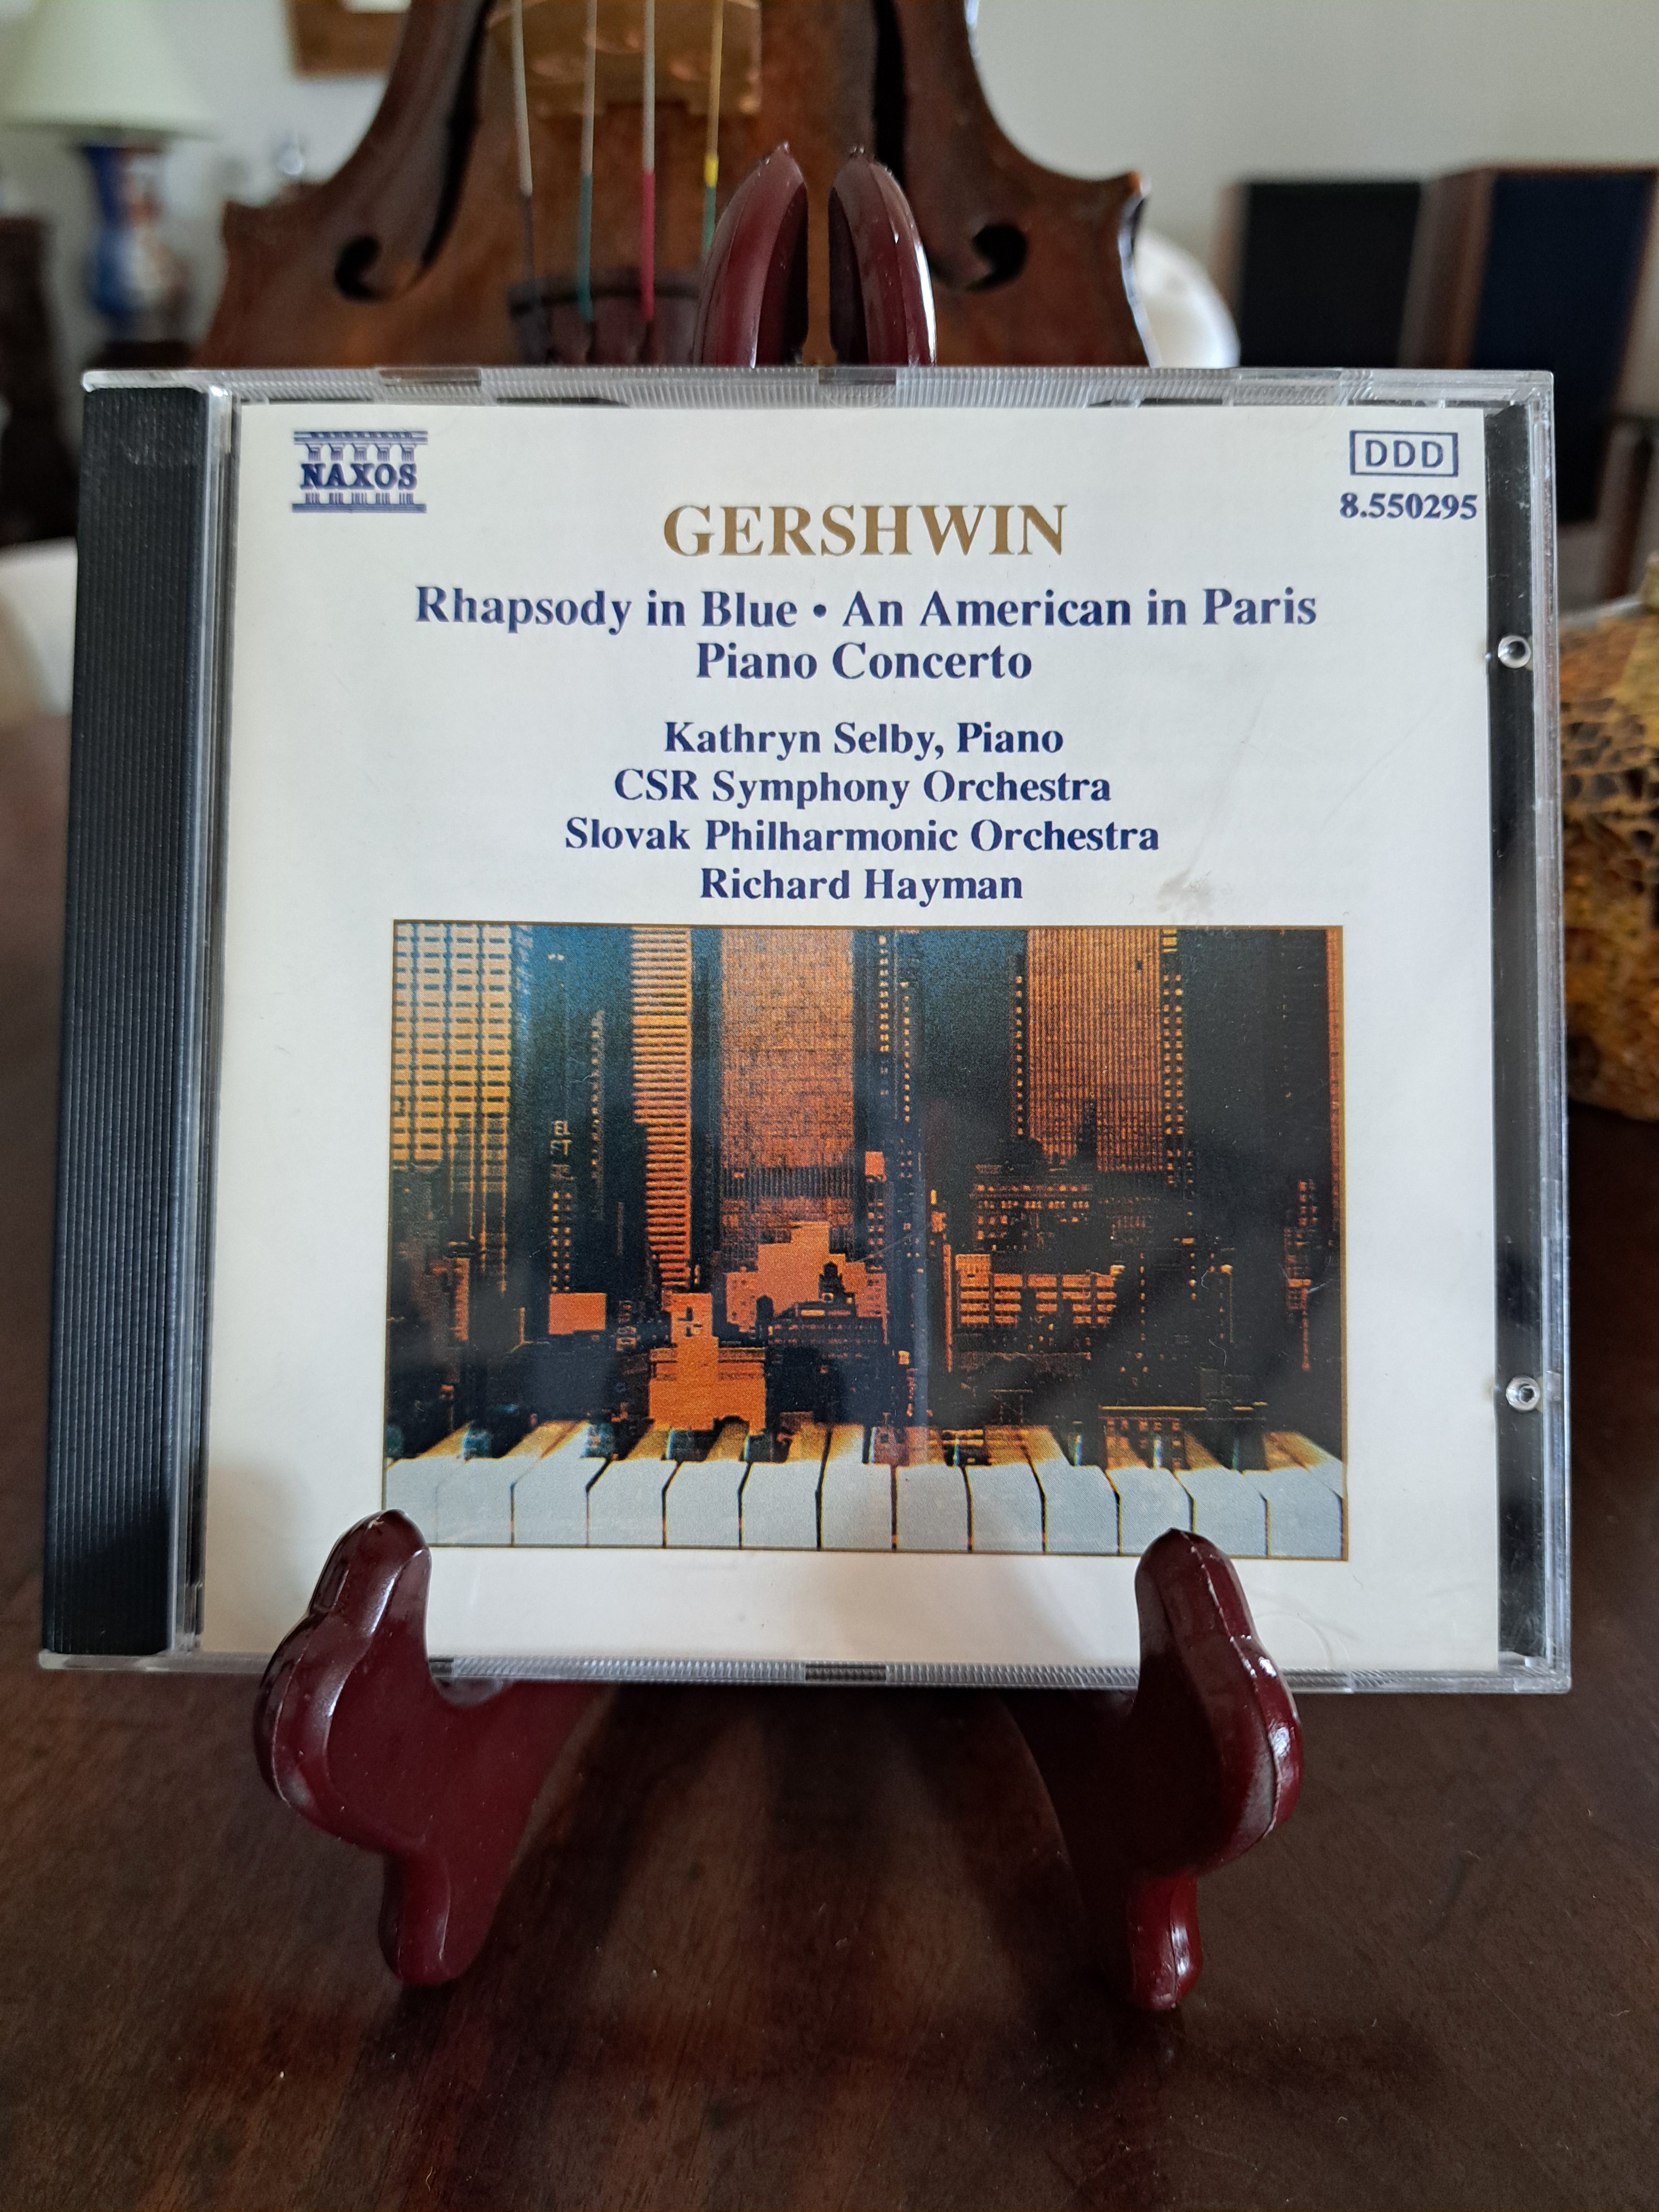 NAXOS
DDD
8.550295
GERSHWIN
Rhapsody in Blue • An American in Paris
Piano Concerto
Kathryn Selby, Piano
CSR Symphony Orchestra
Slovak Philharmonic Orchestra
Richard Hayman